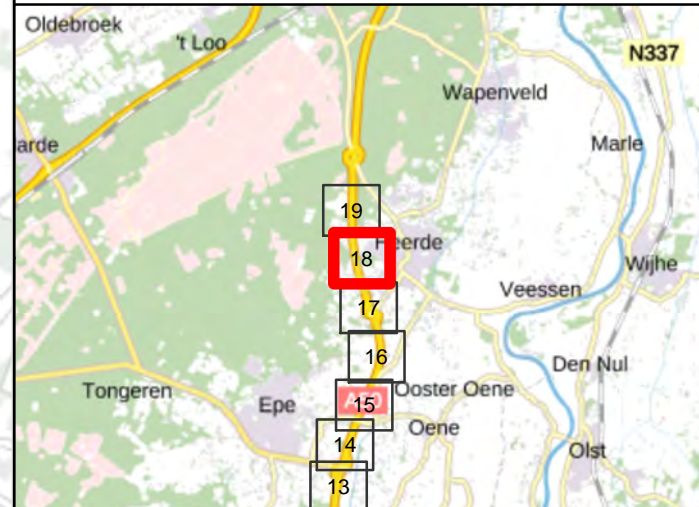 Oldebroek
't Loo
N337
Wapenveld
arde
Marle
19
Heerde
18
Wijhe
Veessen
17
16
Den Nul
Tongeren
Epe
15
Ooster Oene
Oene
14
Olst
13